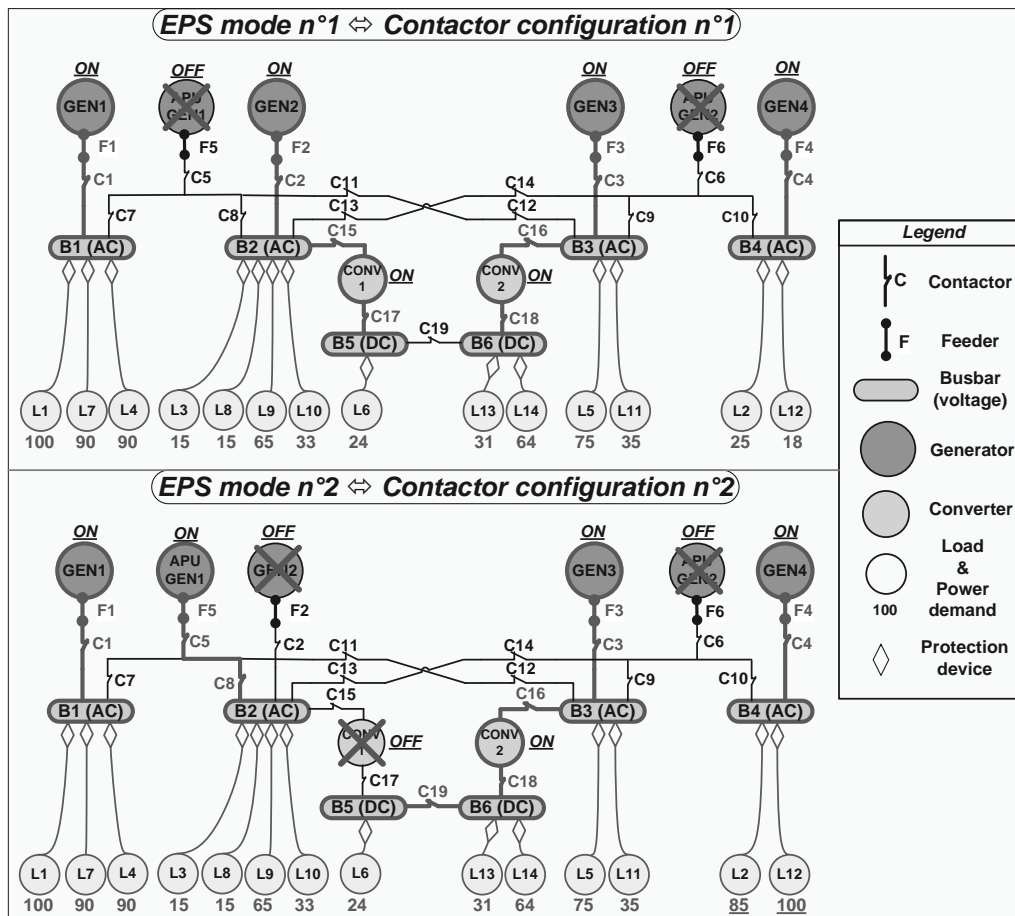 EPS mode n°1 ⇔ Contactor configuration n°1
ON OFF ON ON OFF ON
GEN1 APU GEN1 GEN2 GEN3 APU GEN2 GEN4
F1 F5 F2 F3 F6 F4
C1 C5 C2 C11 C14 C3 C6 C4
C7 C8 C13 C12 C9 C10
B1 (AC) B2 (AC) C15 C16 B3 (AC) B4 (AC)
CONV 1 ON CONV 2 ON
C17 C19 C18
B5 (DC) B6 (DC)
L1 L7 L4 L3 L8 L9 L10 L6 L13 L14 L5 L11 L2 L12
100 90 90 15 15 65 33 24 31 64 75 35 25 18
EPS mode n°2 ⇔ Contactor configuration n°2
ON ON OFF ON OFF ON
GEN1 APU GEN1 GEN2 GEN3 APU GEN2 GEN4
F1 F5 F2 F3 F6 F4
C1 C5 C2 C11 C14 C3 C6 C4
C7 C8 C13 C12 C9 C10
B1 (AC) B2 (AC) C15 C16 B3 (AC) B4 (AC)
CONV 1 OFF CONV 2 ON
C17 C19 C18
B5 (DC) B6 (DC)
L1 L7 L4 L3 L8 L9 L10 L6 L13 L14 L5 L11 L2 L12
100 90 90 15 15 65 33 24 31 64 75 35 85 100
Legend
C Contactor
F Feeder
Busbar
(voltage)
Generator
Converter
Load
&
Power
100 demand
Protection
device